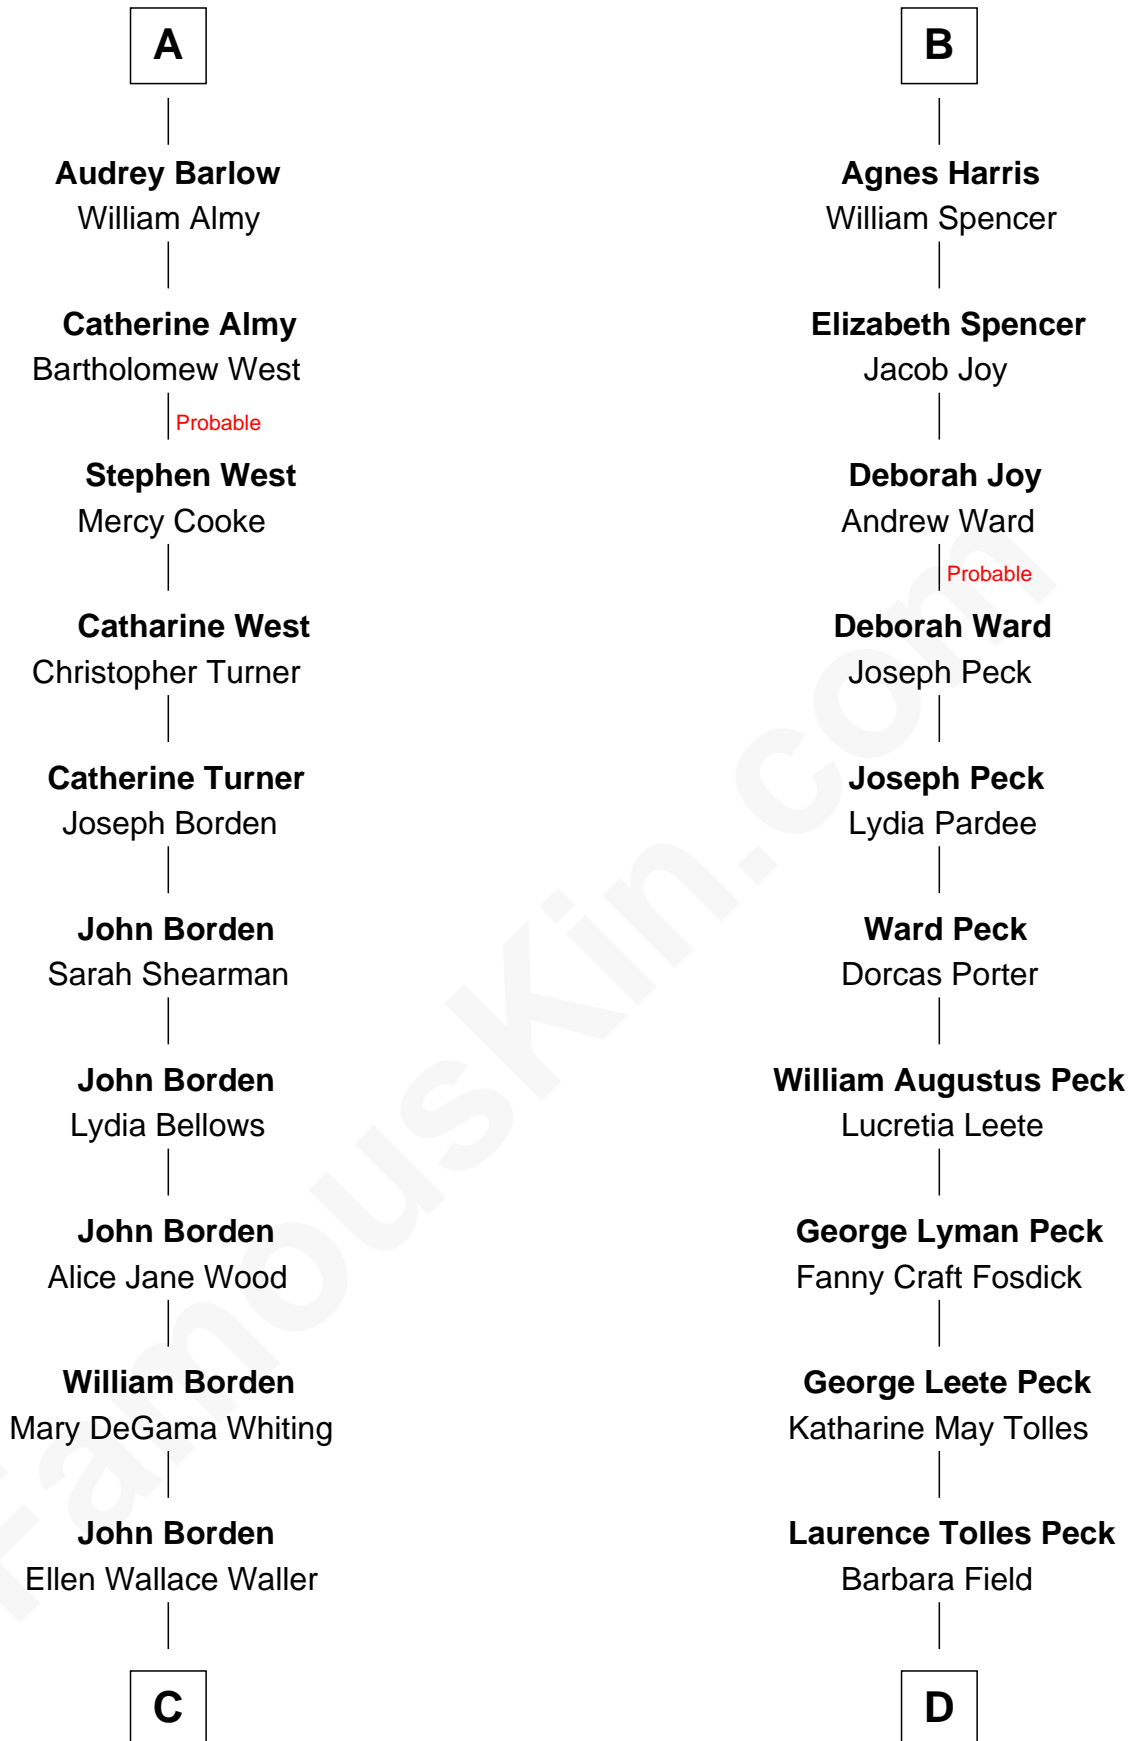 A
Audrey Barlow
William Almy
Catherine Almy
Bartholomew West
Probable
Stephen West
Mercy Cooke
Catharine West
Christopher Turner
Catherine Turner
Joseph Borden
John Borden
Sarah Shearman
John Borden
Lydia Bellows
John Borden
Alice Jane Wood
William Borden
Mary DeGama Whiting
John Borden
Ellen Wallace Waller
C
B
Agnes Harris
William Spencer
Elizabeth Spencer
Jacob Joy
Deborah Joy
Andrew Ward
Probable
Deborah Ward
Joseph Peck
Joseph Peck
Lydia Pardee
Ward Peck
Dorcas Porter
William Augustus Peck
Lucretia Leete
George Lyman Peck
Fanny Craft Fosdick
George Leete Peck
Katharine May Tolles
Laurence Tolles Peck
Barbara Field
D
FamousKin.com